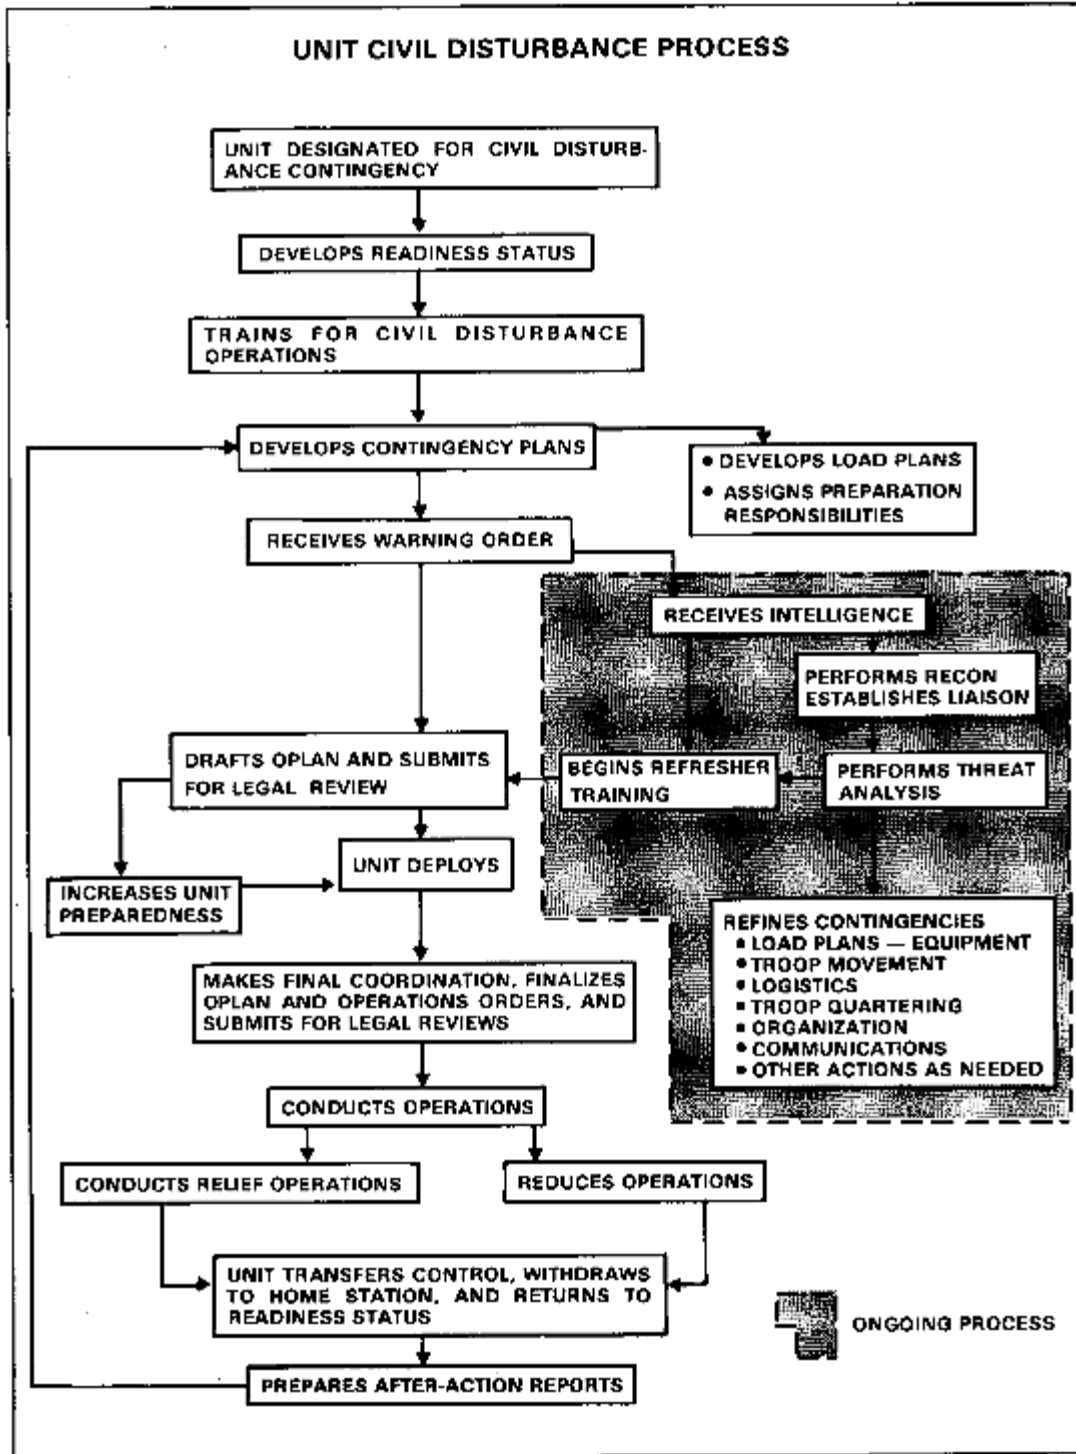 UNIT CIVIL DISTURBANCE PROCESS
UNIT DESIGNATED FOR CIVIL DISTURB-
ANCE CONTINGENCY
DEVELOPS READINESS STATUS
TRAINS FOR CIVIL DISTURBANCE
OPERATIONS
DEVELOPS CONTINGENCY PLANS
• DEVELOPS LOAD PLANS
• ASSIGNS PREPARATION
RESPONSIBILITIES
RECEIVES WARNING ORDER
RECEIVES INTELLIGENCE
PERFORMS RECON
ESTABLISHES LIAISON
DRAFTS OPLAN AND SUBMITS
FOR LEGAL REVIEW
BEGINS REFRESHER
TRAINING
PERFORMS THREAT
ANALYSIS
UNIT DEPLOYS
INCREASES UNIT
PREPAREDNESS
REFINES CONTINGENCIES
• LOAD PLANS — EQUIPMENT
• TROOP MOVEMENT
• LOGISTICS
• TROOP QUARTERING
• ORGANIZATION
• COMMUNICATIONS
• OTHER ACTIONS AS NEEDED
MAKES FINAL COORDINATION, FINALIZES
OPLAN AND OPERATIONS ORDERS, AND
SUBMITS FOR LEGAL REVIEWS
CONDUCTS OPERATIONS
CONDUCTS RELIEF OPERATIONS
REDUCES OPERATIONS
UNIT TRANSFERS CONTROL, WITHDRAWS
TO HOME STATION, AND RETURNS TO
READINESS STATUS
ONGOING PROCESS
PREPARES AFTER-ACTION REPORTS